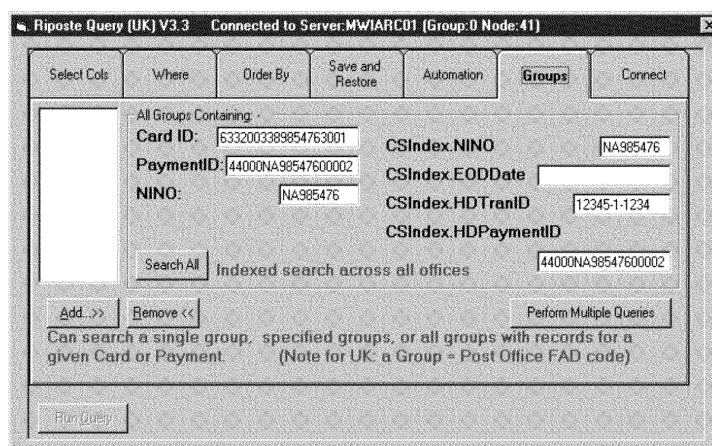 Riposte Query (UK) V3.3 Connected to Server:MWIARC01 (Group:0 Node:41)
Select Cols Where Order By Save and Restore Automation Groups Connect
All Groups Containing: -
Card ID: 6332003389854763001
PaymentID: 44000NA98547600002
NINO: NA985476
CSIndex.NINO NA985476
CSIndex.EODDate
CSIndex.HDTranID 12345-1-1234
CSIndex.HDPaymentID
44000NA98547600002
Search All Indexed search across all offices
Add...>> Remove << Perform Multiple Queries
Can search a single group, specified groups, or all groups with records for a
given Card or Payment. (Note for UK: a Group = Post Office FAD code)
Run Query